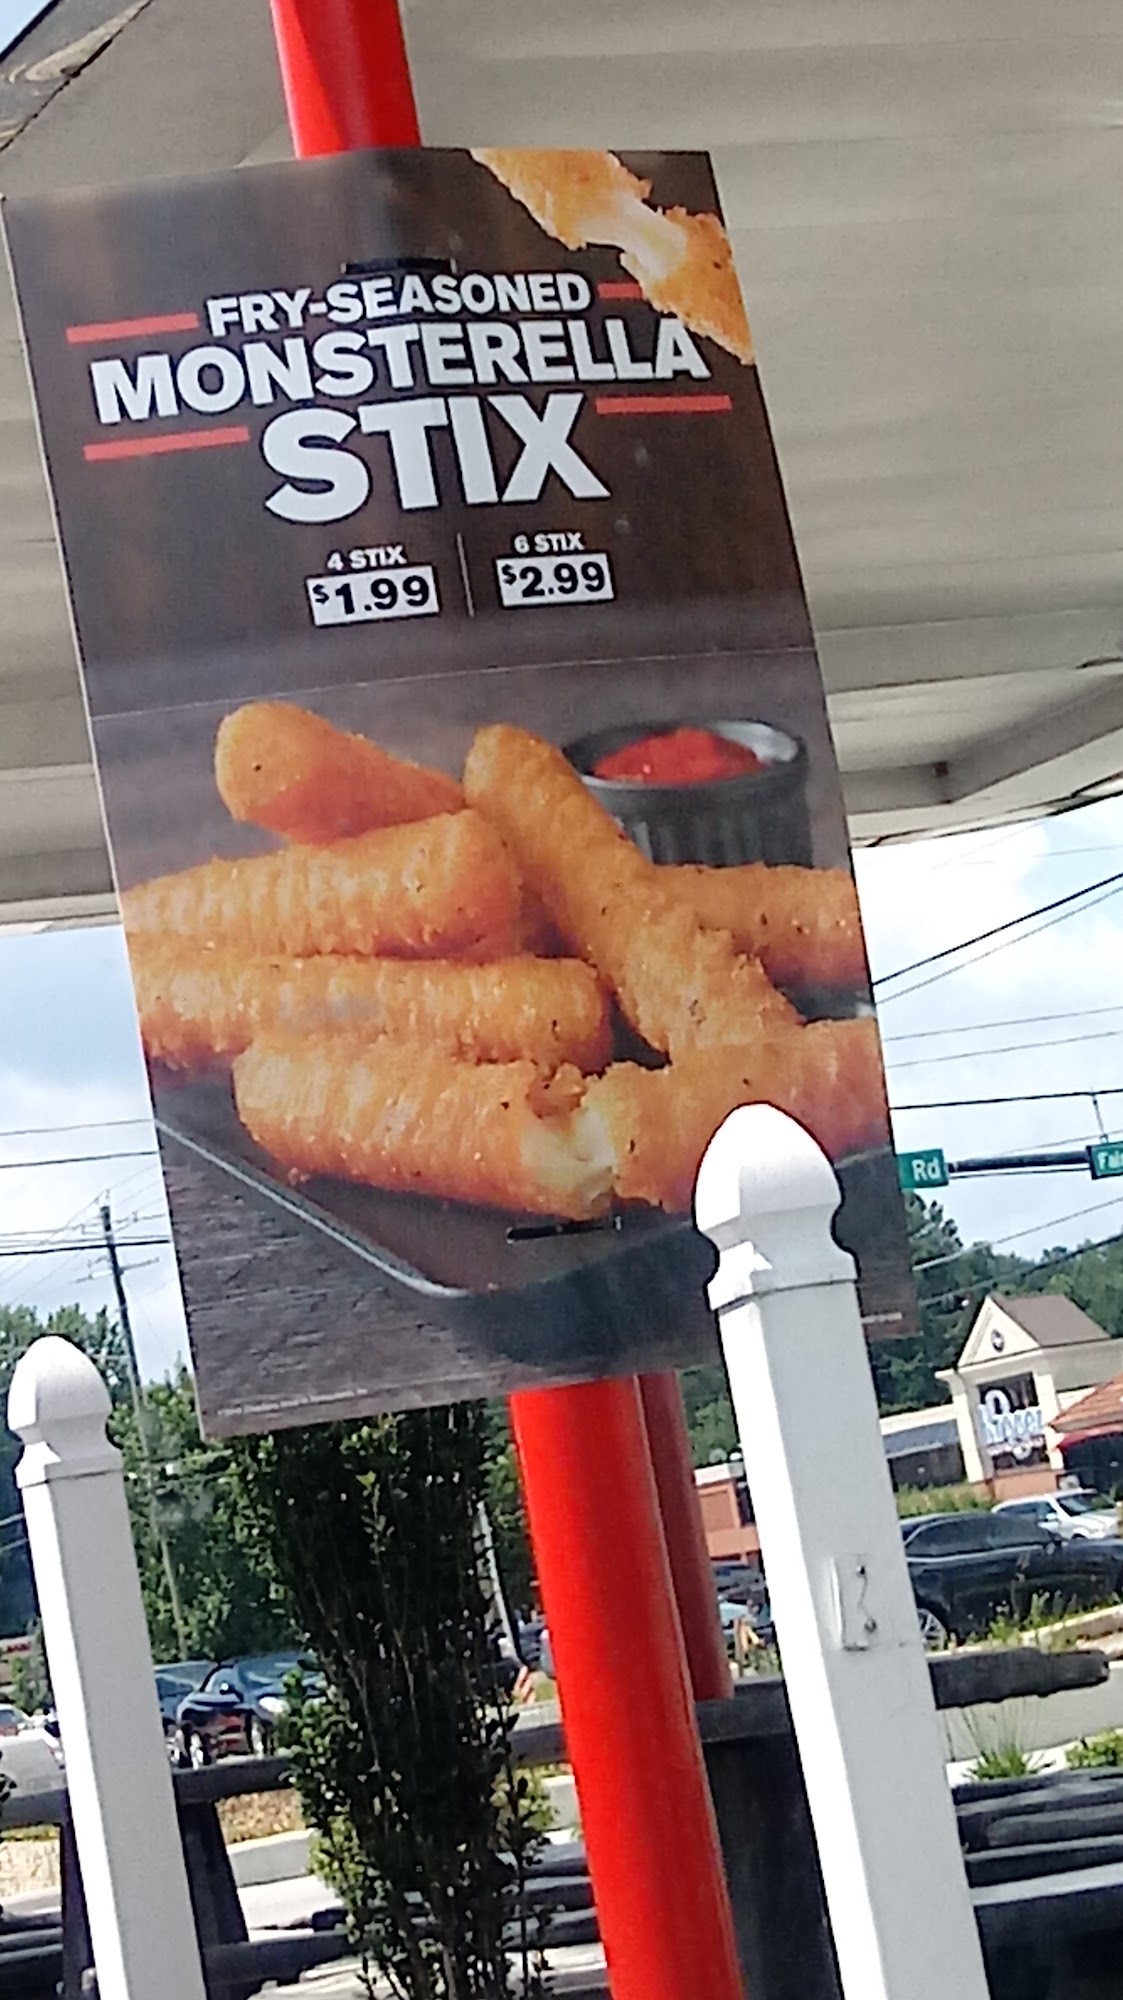 FRY-SEASONED
MONSTERELLA
STIX
4 STIX
$1.99
6 STIX
$2.99
Rd